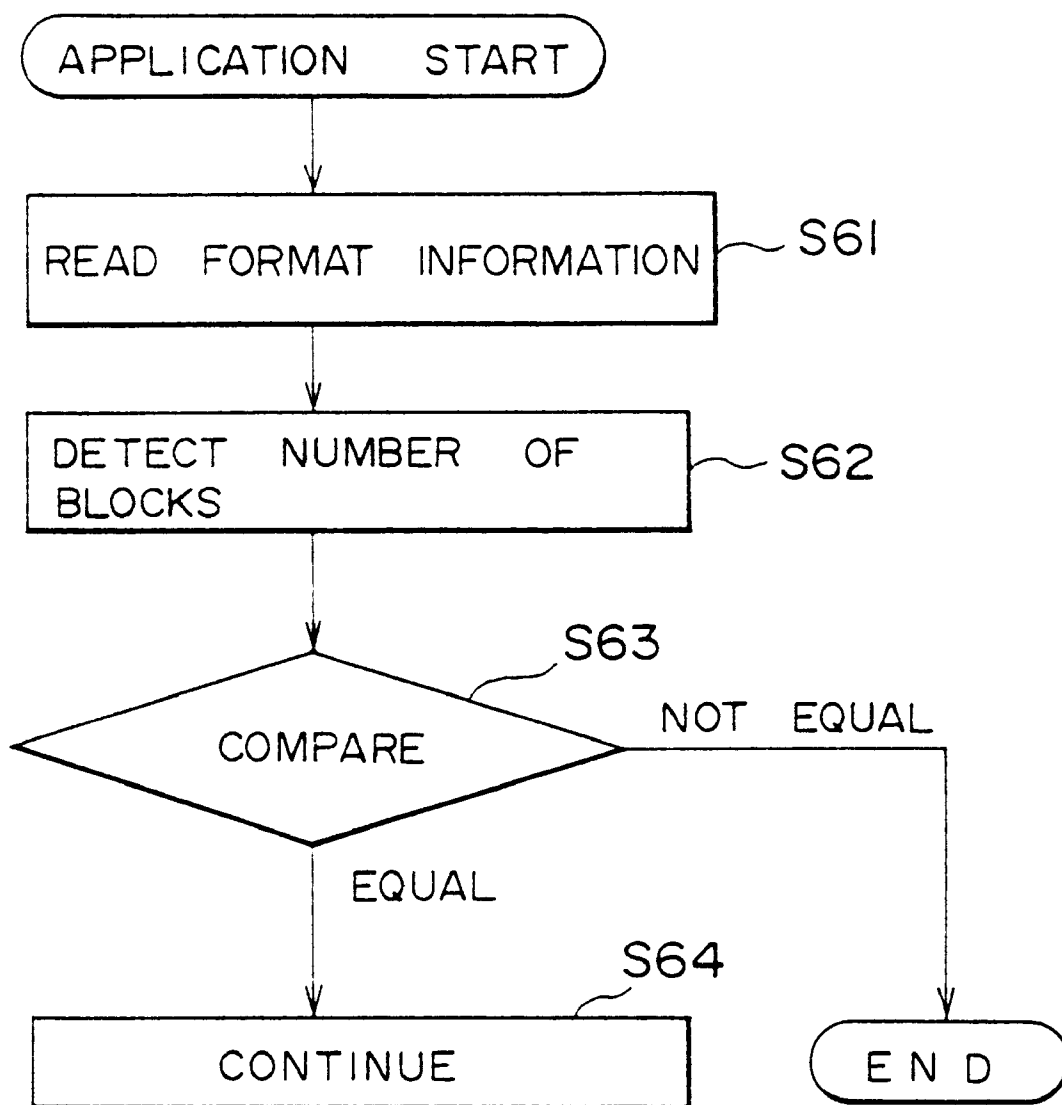 APPLICATION START
READ FORMAT INFORMATION
S61
DETECT NUMBER OF
BLOCKS
S62
S63
COMPARE
NOT EQUAL
EQUAL
S64
CONTINUE
END